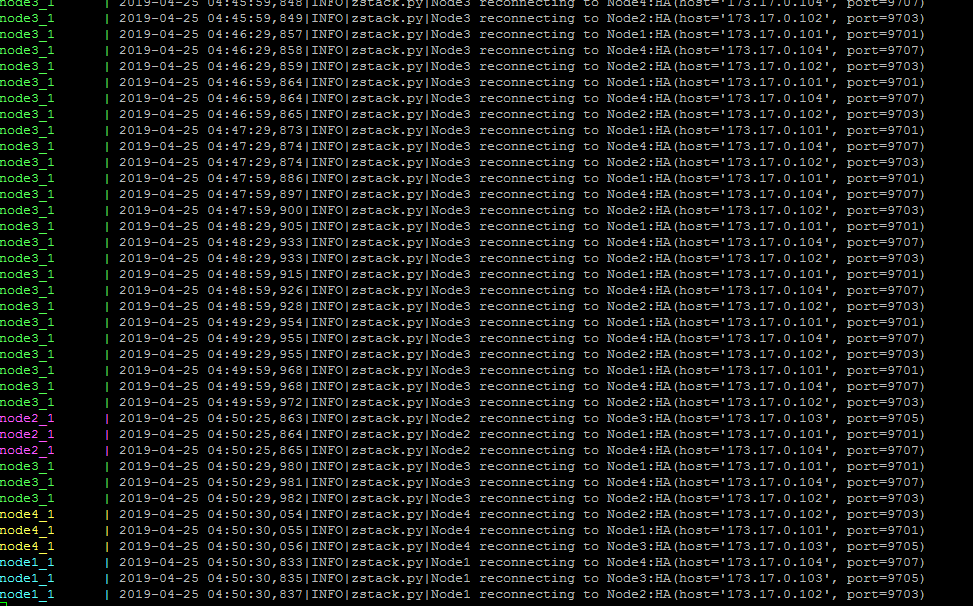 node3_1 | 2019-04-25 04:45:59,848|INFO|zstack.py|Node3 reconnecting to Node4:HA(host='173.17.0.104', port=9707)
node3_1 | 2019-04-25 04:45:59,849|INFO|zstack.py|Node3 reconnecting to Node2:HA(host='173.17.0.102', port=9703)
node3_1 | 2019-04-25 04:46:29,857|INFO|zstack.py|Node3 reconnecting to Node1:HA(host='173.17.0.101', port=9701)
node3_1 | 2019-04-25 04:46:29,858|INFO|zstack.py|Node3 reconnecting to Node4:HA(host='173.17.0.104', port=9707)
node3_1 | 2019-04-25 04:46:29,859|INFO|zstack.py|Node3 reconnecting to Node2:HA(host='173.17.0.102', port=9703)
node3_1 | 2019-04-25 04:46:59,864|INFO|zstack.py|Node3 reconnecting to Node1:HA(host='173.17.0.101', port=9701)
node3_1 | 2019-04-25 04:46:59,864|INFO|zstack.py|Node3 reconnecting to Node4:HA(host='173.17.0.104', port=9707)
node3_1 | 2019-04-25 04:46:59,865|INFO|zstack.py|Node3 reconnecting to Node2:HA(host='173.17.0.102', port=9703)
node3_1 | 2019-04-25 04:47:29,873|INFO|zstack.py|Node3 reconnecting to Node1:HA(host='173.17.0.101', port=9701)
node3_1 | 2019-04-25 04:47:29,874|INFO|zstack.py|Node3 reconnecting to Node4:HA(host='173.17.0.104', port=9707)
node3_1 | 2019-04-25 04:47:29,874|INFO|zstack.py|Node3 reconnecting to Node2:HA(host='173.17.0.102', port=9703)
node3_1 | 2019-04-25 04:47:59,886|INFO|zstack.py|Node3 reconnecting to Node1:HA(host='173.17.0.101', port=9701)
node3_1 | 2019-04-25 04:47:59,897|INFO|zstack.py|Node3 reconnecting to Node4:HA(host='173.17.0.104', port=9707)
node3_1 | 2019-04-25 04:47:59,900|INFO|zstack.py|Node3 reconnecting to Node2:HA(host='173.17.0.102', port=9703)
node3_1 | 2019-04-25 04:48:29,905|INFO|zstack.py|Node3 reconnecting to Node1:HA(host='173.17.0.101', port=9701)
node3_1 | 2019-04-25 04:48:29,933|INFO|zstack.py|Node3 reconnecting to Node4:HA(host='173.17.0.104', port=9707)
node3_1 | 2019-04-25 04:48:29,933|INFO|zstack.py|Node3 reconnecting to Node2:HA(host='173.17.0.102', port=9703)
node3_1 | 2019-04-25 04:48:59,915|INFO|zstack.py|Node3 reconnecting to Node1:HA(host='173.17.0.101', port=9701)
node3_1 | 2019-04-25 04:48:59,926|INFO|zstack.py|Node3 reconnecting to Node4:HA(host='173.17.0.104', port=9707)
node3_1 | 2019-04-25 04:48:59,928|INFO|zstack.py|Node3 reconnecting to Node2:HA(host='173.17.0.102', port=9703)
node3_1 | 2019-04-25 04:49:29,954|INFO|zstack.py|Node3 reconnecting to Node1:HA(host='173.17.0.101', port=9701)
node3_1 | 2019-04-25 04:49:29,955|INFO|zstack.py|Node3 reconnecting to Node4:HA(host='173.17.0.104', port=9707)
node3_1 | 2019-04-25 04:49:29,955|INFO|zstack.py|Node3 reconnecting to Node2:HA(host='173.17.0.102', port=9703)
node3_1 | 2019-04-25 04:49:59,968|INFO|zstack.py|Node3 reconnecting to Node1:HA(host='173.17.0.101', port=9701)
node3_1 | 2019-04-25 04:49:59,968|INFO|zstack.py|Node3 reconnecting to Node4:HA(host='173.17.0.104', port=9707)
node3_1 | 2019-04-25 04:49:59,972|INFO|zstack.py|Node3 reconnecting to Node2:HA(host='173.17.0.102', port=9703)
node2_1 | 2019-04-25 04:50:25,863|INFO|zstack.py|Node2 reconnecting to Node3:HA(host='173.17.0.103', port=9705)
node2_1 | 2019-04-25 04:50:25,864|INFO|zstack.py|Node2 reconnecting to Node1:HA(host='173.17.0.101', port=9701)
node2_1 | 2019-04-25 04:50:25,865|INFO|zstack.py|Node2 reconnecting to Node4:HA(host='173.17.0.104', port=9707)
node3_1 | 2019-04-25 04:50:29,980|INFO|zstack.py|Node3 reconnecting to Node1:HA(host='173.17.0.101', port=9701)
node3_1 | 2019-04-25 04:50:29,981|INFO|zstack.py|Node3 reconnecting to Node4:HA(host='173.17.0.104', port=9707)
node3_1 | 2019-04-25 04:50:29,982|INFO|zstack.py|Node3 reconnecting to Node2:HA(host='173.17.0.102', port=9703)
node4_1 | 2019-04-25 04:50:30,054|INFO|zstack.py|Node4 reconnecting to Node2:HA(host='173.17.0.102', port=9703)
node4_1 | 2019-04-25 04:50:30,055|INFO|zstack.py|Node4 reconnecting to Node1:HA(host='173.17.0.101', port=9701)
node4_1 | 2019-04-25 04:50:30,056|INFO|zstack.py|Node4 reconnecting to Node3:HA(host='173.17.0.103', port=9705)
node1_1 | 2019-04-25 04:50:30,833|INFO|zstack.py|Node1 reconnecting to Node4:HA(host='173.17.0.104', port=9707)
node1_1 | 2019-04-25 04:50:30,835|INFO|zstack.py|Node1 reconnecting to Node3:HA(host='173.17.0.103', port=9705)
node1_1 | 2019-04-25 04:50:30,837|INFO|zstack.py|Node1 reconnecting to Node2:HA(host='173.17.0.102', port=9703)